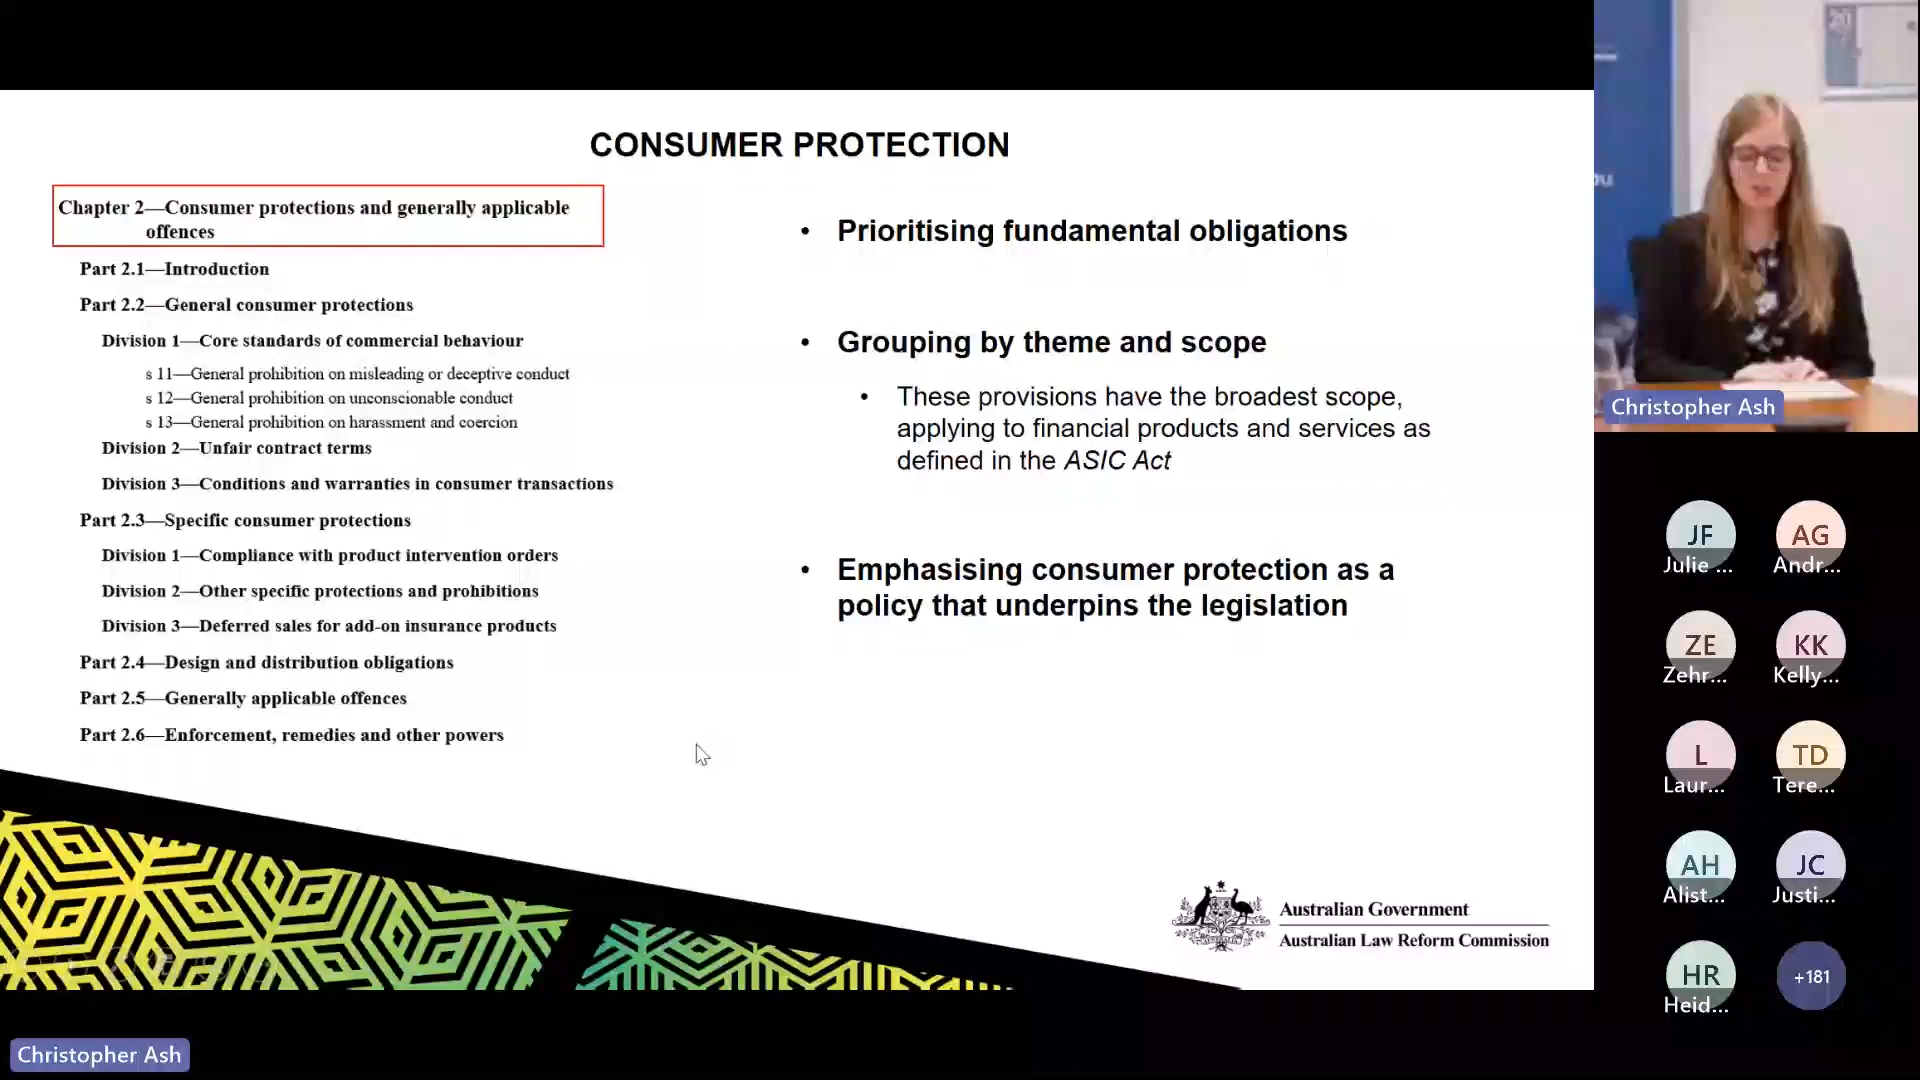 CONSUMER PROTECTION
Chapter 2—Consumer protections and generally applicable
offences
Part 2.1—Introduction
Part 2.2—General consumer protections
Division 1—Core standards of commercial behaviour
s 11—General prohibition on misleading or deceptive conduct
s 12—General prohibition on unconscionable conduct
s 13—General prohibition on harassment and coercion
Division 2—Unfair contract terms
Division 3—Conditions and warranties in consumer transactions
Part 2.3—Specific consumer protections
Division 1—Compliance with product intervention orders
Division 2—Other specific protections and prohibitions
Division 3—Deferred sales for add-on insurance products
Part 2.4—Design and distribution obligations
Part 2.5—Generally applicable offences
Part 2.6—Enforcement, remedies and other powers
• Prioritising fundamental obligations
• Grouping by theme and scope
• These provisions have the broadest scope,
applying to financial products and services as
defined in the ASIC Act
• Emphasising consumer protection as a
policy that underpins the legislation
Australian Government
Australian Law Reform Commission
Christopher Ash
20
Christopher Ash
JF AG
Julie ... Andr...
ZE KK
Zehr... Kelly...
L TD
Laur... Tere...
AH JC
Alist... Justi...
HR +181
Heid...